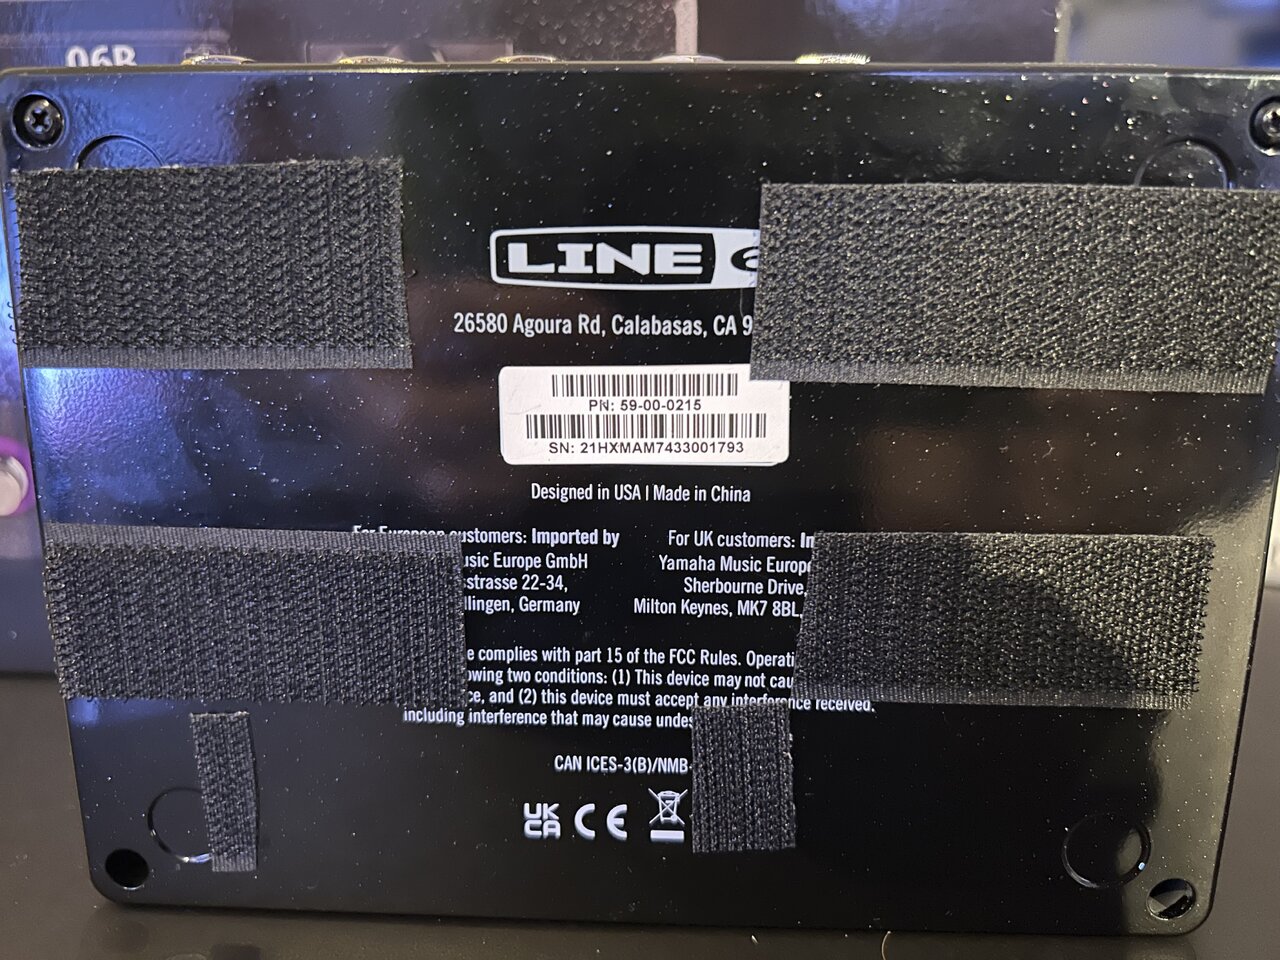 06B
LINE 6
26580 Agoura Rd, Calabasas, CA 9
PN: 59-00-0215
SN: 21HXMAM7433001793
Designed in USA | Made in China
For European customers: Imported by
For UK customers:
usic Europe GmbH
Yamaha Music Europ
sstrasse 22-34,
Sherbourne Drive,
llingen, Germany
Milton Keynes, MK7 8BL,
e complies with part 15 of the FCC Rules. Operati
owing two conditions: (1) This device may not cau
ce, and (2) this device must accept any interference received,
including interference that may cause undes
CAN ICES-3(B)/NMB-
UK
CA CE